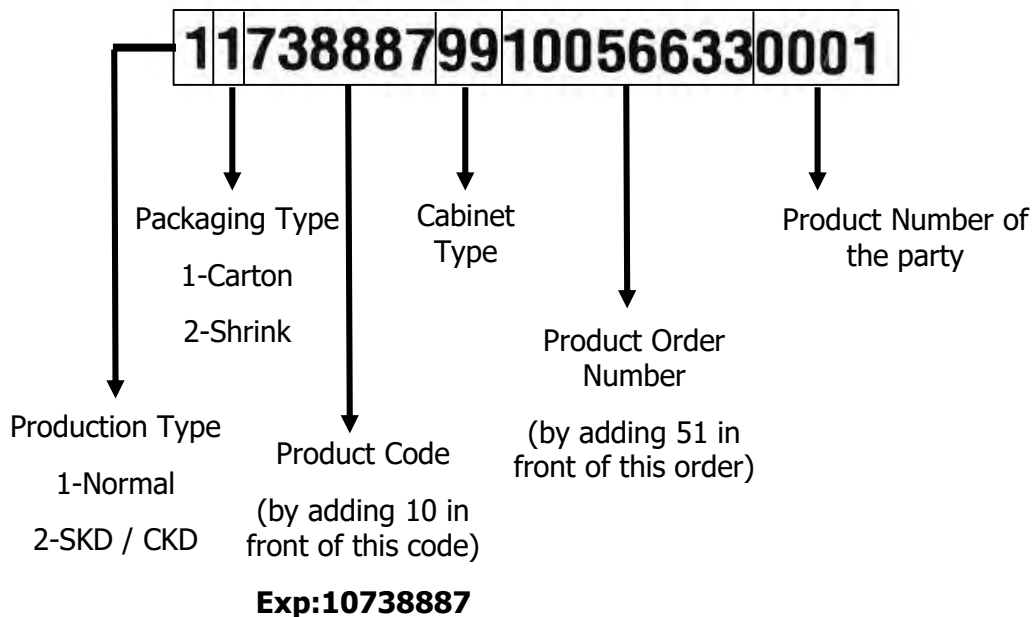 11738887991005663​30001
Packaging Type
1-Carton
2-Shrink
Cabinet
Type
Product Number of
the party
Product Order
Number
(by adding 51 in
front of this order)
Production Type
1-Normal
2-SKD / CKD
Product Code
(by adding 10 in
front of this code)
Exp:10738887